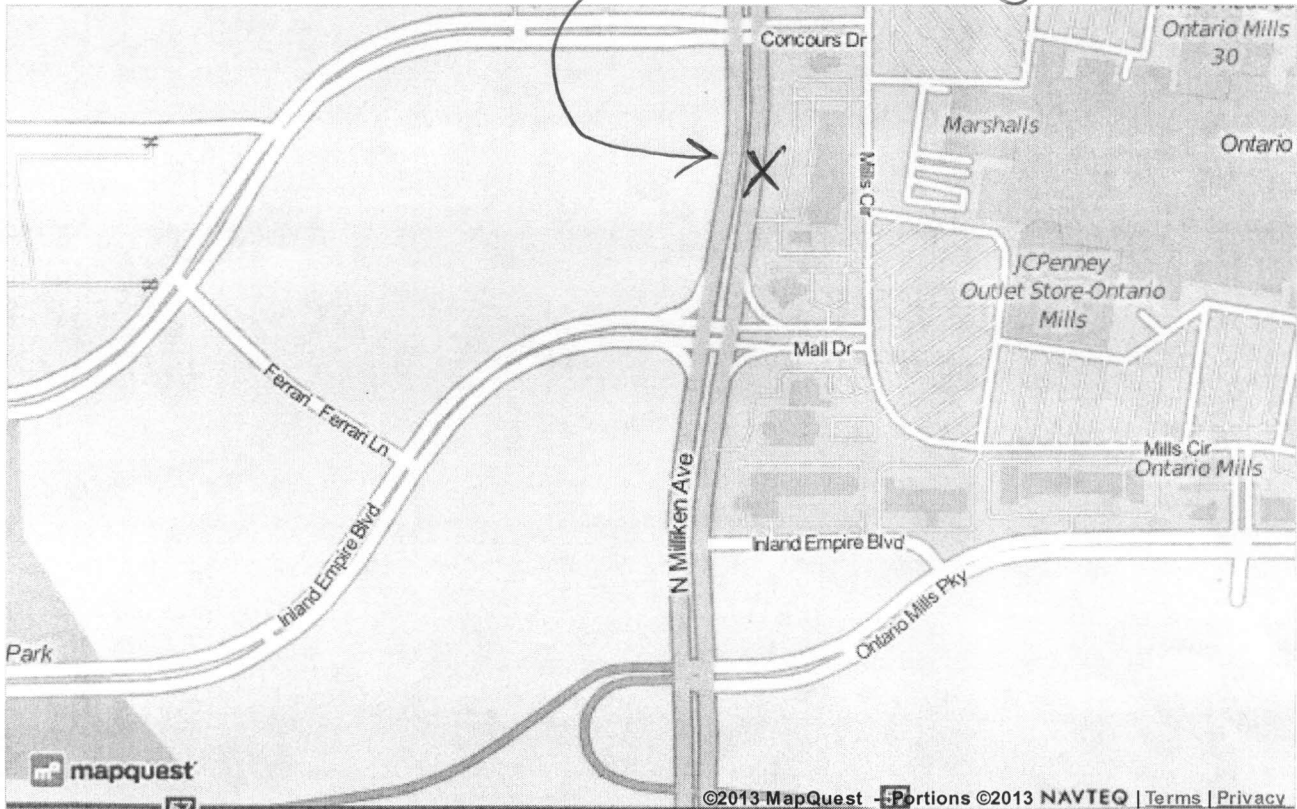 Ontario Mills
30
Concours Dr
Marshalls
Ontario
Mills Cir
JCPenney
Outlet Store-Ontario
Mills
Mall Dr
Ferrari
Ferrari Ln
Mills Cir
Ontario Mills
N Milliken Ave
Inland Empire Blvd
Inland Empire Blvd
Ontario Mills Pky
Park
mapquest
©2013 MapQuest - Portions ©2013 NAVTEQ | Terms | Privacy